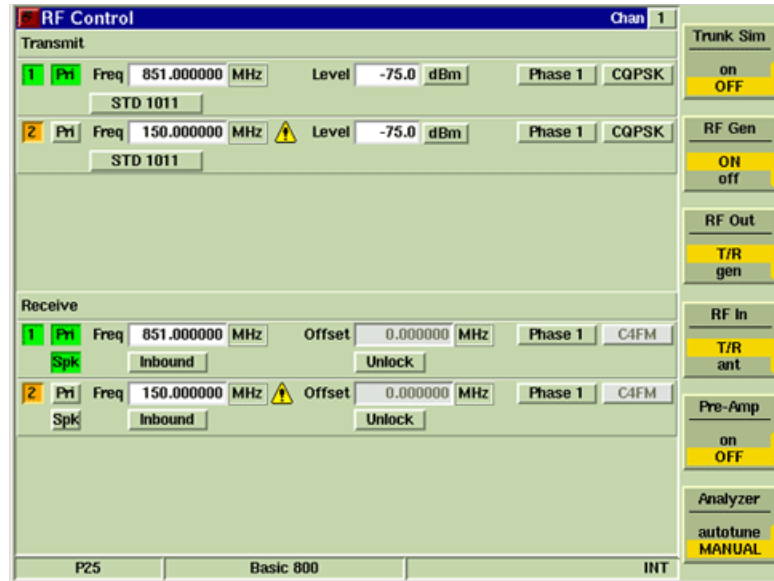 RF Control Chan 1
Transmit
1 Pri Freq 851.000000 MHz Level -75.0 dBm Phase 1 CQPSK
STD 1011
2 Pri Freq 150.000000 MHz Level -75.0 dBm Phase 1 CQPSK
STD 1011
Receive
1 Pri Freq 851.000000 MHz Offset 0.000000 MHz Phase 1 C4FM
Spk Inbound Unlock
2 Pri Freq 150.000000 MHz Offset 0.000000 MHz Phase 1 C4FM
Spk Inbound Unlock
P25 Basic 800 INT
Trunk Sim
on
OFF
RF Gen
ON
off
RF Out
T/R
gen
RF In
T/R
ant
Pre-Amp
on
OFF
Analyzer
autotune
MANUAL